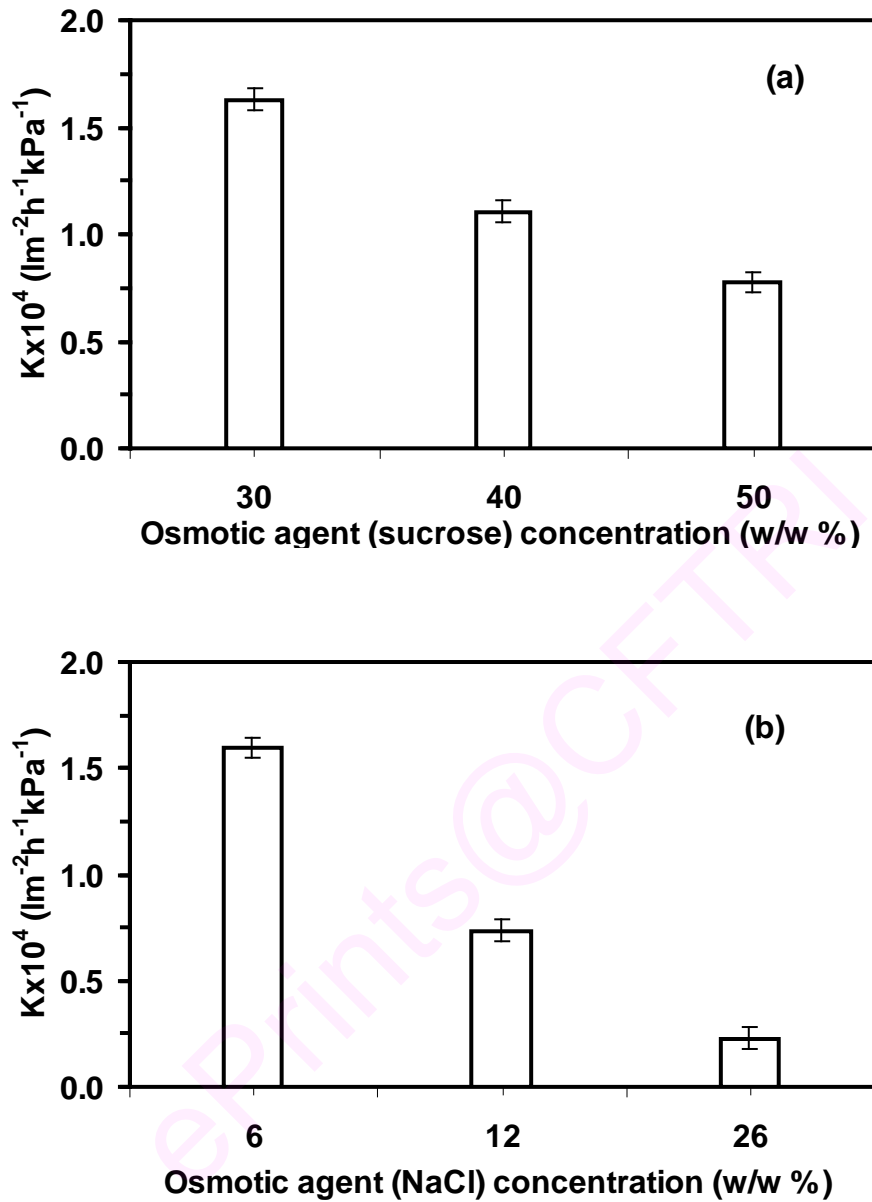 2.0
(a)
1.5
1.0
0.5
0.0
Kx10⁴ (lm⁻²h⁻¹kPa⁻¹)
30 40 50
Osmotic agent (sucrose) concentration (w/w %)
2.0
(b)
1.5
1.0
0.5
0.0
Kx10⁴ (lm⁻²h⁻¹kPa⁻¹)
6 12 26
Osmotic agent (NaCl) concentration (w/w %)
ePrints@CFTRI